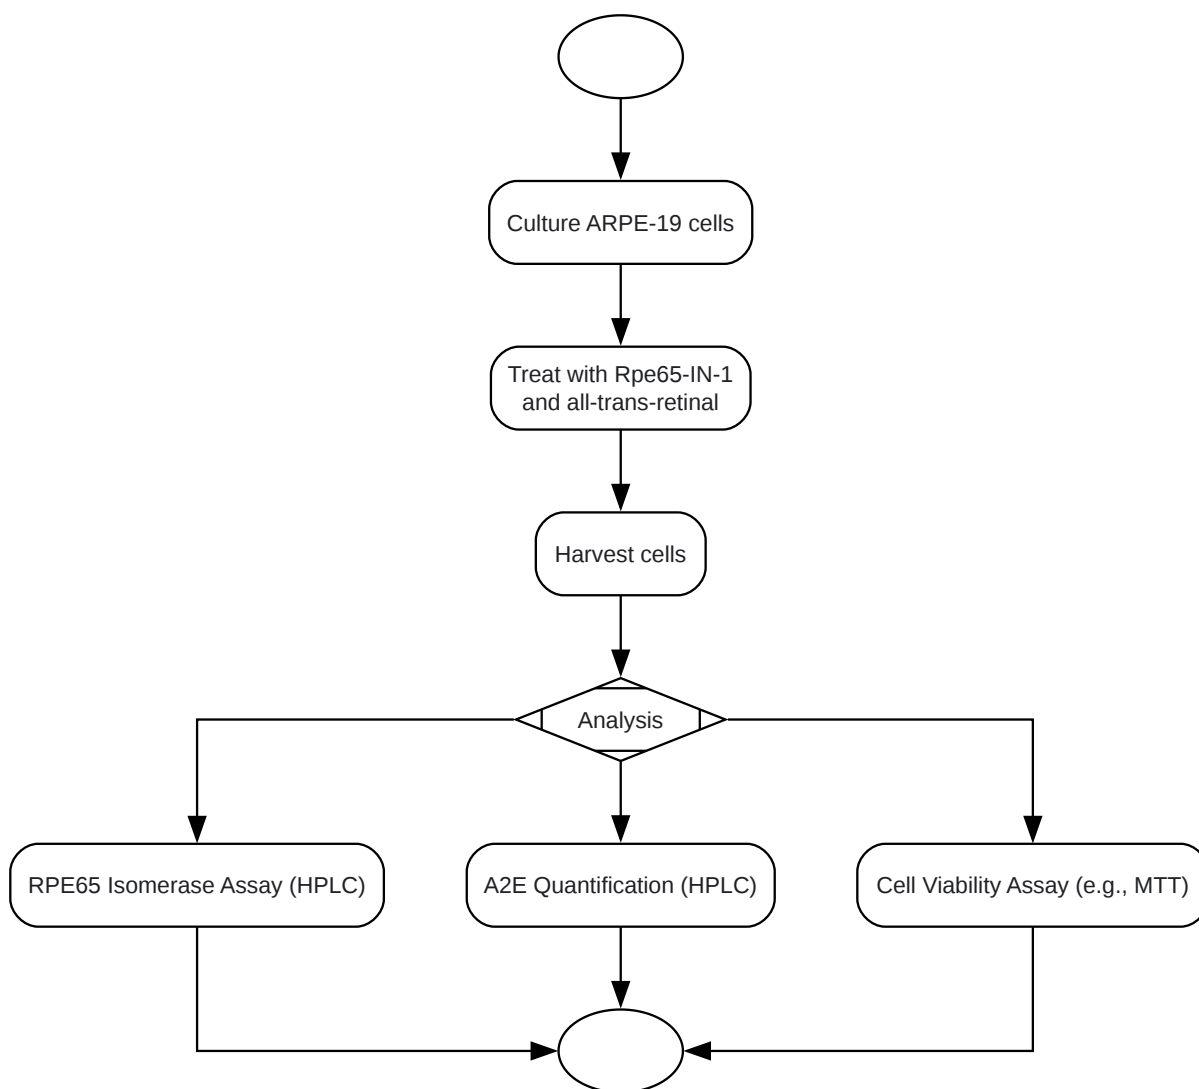 Culture ARPE-19 cells
Treat with Rpe65-IN-1
and all-trans-retinal
Harvest cells
Analysis
RPE65 Isomerase Assay (HPLC)
A2E Quantification (HPLC)
Cell Viability Assay (e.g., MTT)